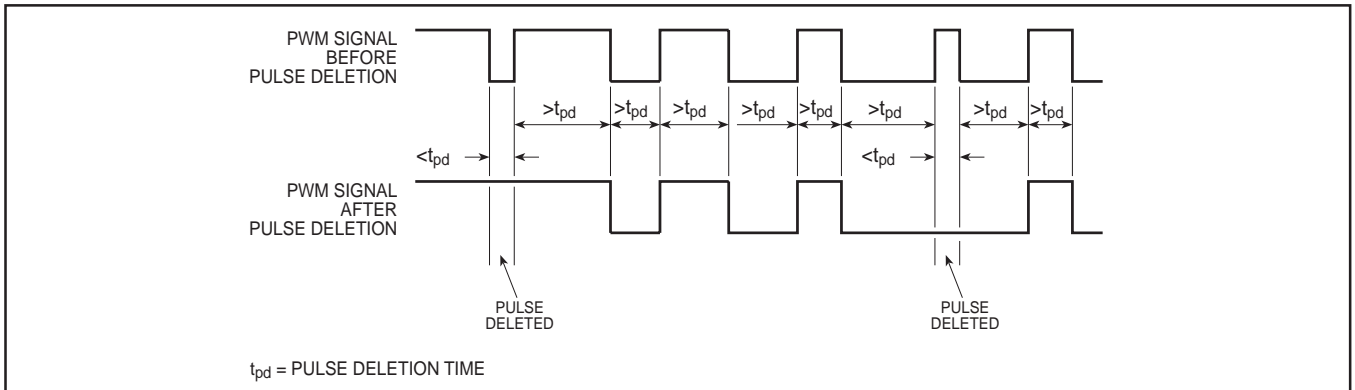 PWM SIGNAL
BEFORE
PULSE DELETION
>tpd >tpd >tpd >tpd >tpd >tpd >tpd >tpd
<tpd <tpd
PWM SIGNAL
AFTER
PULSE DELETION
PULSE
DELETED
PULSE
DELETED
tpd = PULSE DELETION TIME